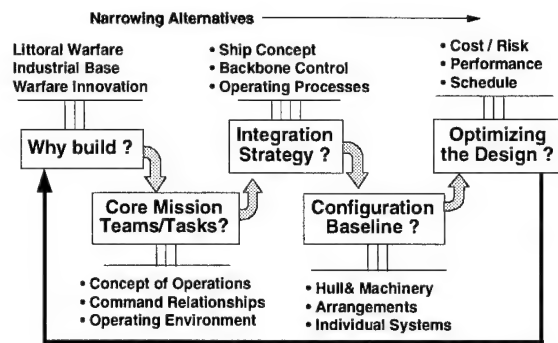 Narrowing Alternatives
Littoral Warfare
Industrial Base
Warfare Innovation
Why build ?
Core Mission
Teams/Tasks?
• Concept of Operations
• Command Relationships
• Operating Environment
• Ship Concept
• Backbone Control
• Operating Processes
Integration
Strategy ?
Configuration
Baseline ?
• Hull& Machinery
• Arrangements
• Individual Systems
• Cost / Risk
• Performance
• Schedule
Optimizing
the Design ?